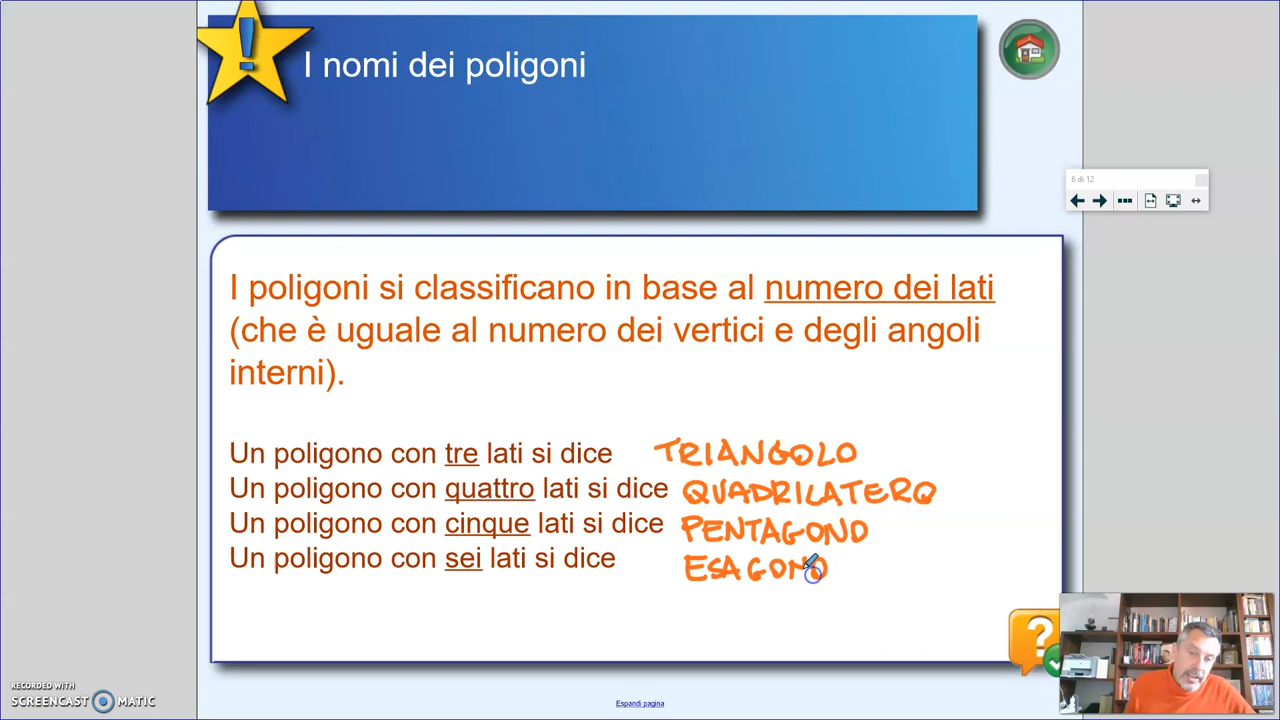 I nomi dei poligoni
6 di 12
I poligoni si classificano in base al numero dei lati
(che è uguale al numero dei vertici e degli angoli
interni).
Un poligono con tre lati si dice TRIANGOLO
Un poligono con quattro lati si dice QUADRILATERO
Un poligono con cinque lati si dice PENTAGONO
Un poligono con sei lati si dice ESAGONO
RECORDED WITH
SCREENCAST MATIC
Espandi pagina